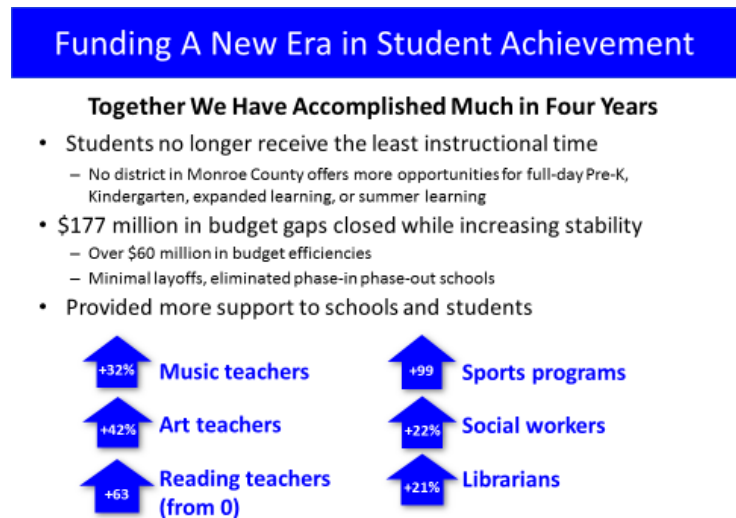 Funding A New Era in Student Achievement
Together We Have Accomplished Much in Four Years
• Students no longer receive the least instructional time
– No district in Monroe County offers more opportunities for full-day Pre-K,
Kindergarten, expanded learning, or summer learning
• $177 million in budget gaps closed while increasing stability
– Over $60 million in budget efficiencies
– Minimal layoffs, eliminated phase-in phase-out schools
• Provided more support to schools and students
+32% Music teachers
+99 Sports programs
+42% Art teachers
+22% Social workers
+63 Reading teachers
(from 0)
+21% Librarians